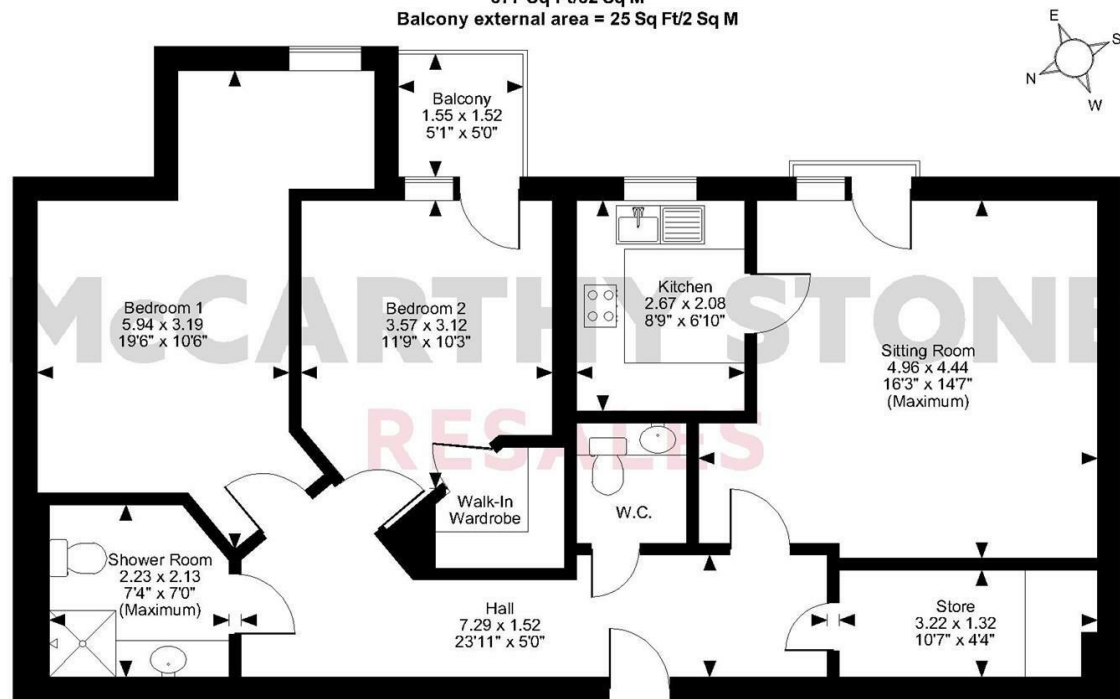 Balcony external area = 25 Sq Ft/2 Sq M
E
S
N
W
Balcony
1.55 x 1.52
5'1" x 5'0"
McCARTHY STONE
RESALES
Bedroom 1
5.94 x 3.19
19'6" x 10'6"
Bedroom 2
3.57 x 3.12
11'9" x 10'3"
Kitchen
2.67 x 2.08
8'9" x 6'10"
Sitting Room
4.96 x 4.44
16'3" x 14'7"
(Maximum)
Walk-In
Wardrobe
W.C.
Shower Room
2.23 x 2.13
7'4" x 7'0"
(Maximum)
Hall
7.29 x 1.52
23'11" x 5'0"
Store
3.22 x 1.32
10'7" x 4'4"